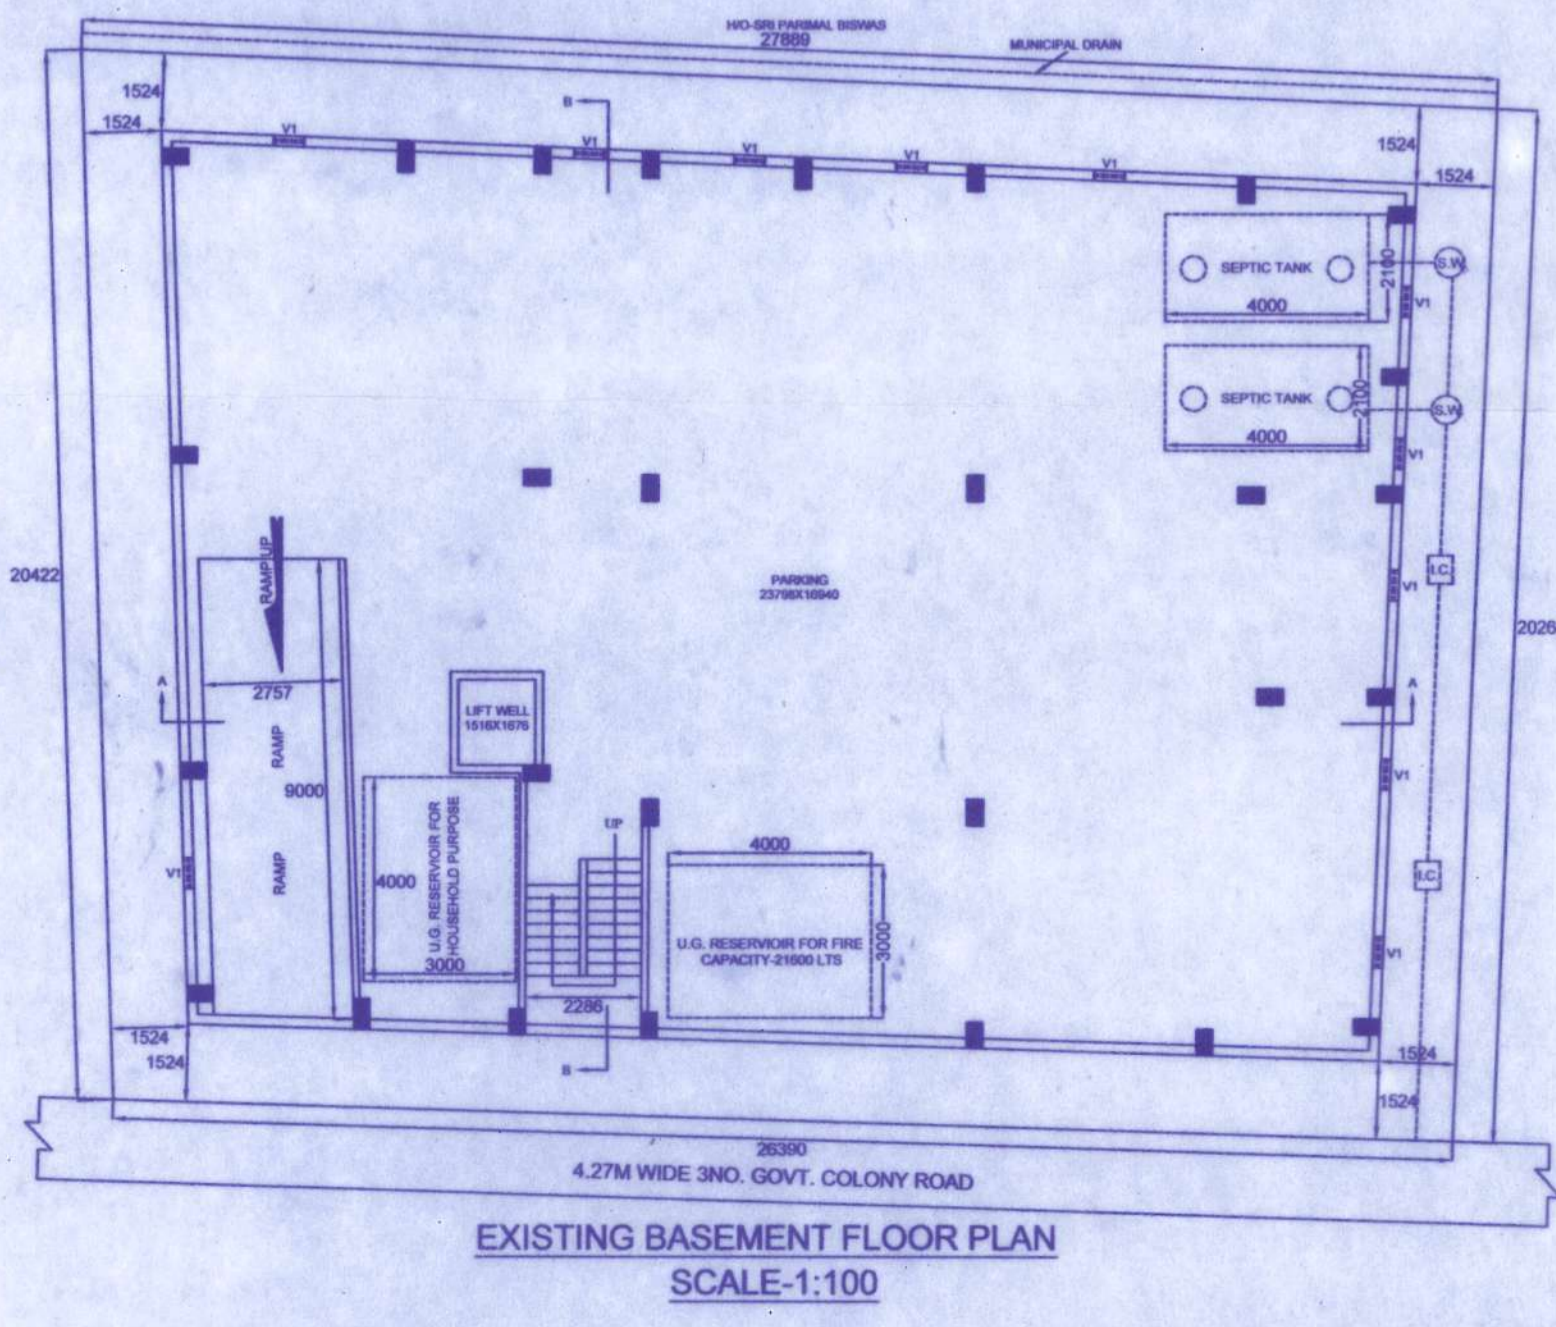 H/O-SRI PARIMAL BISWAS
27889
MUNICIPAL DRAIN
1524
1524
B
V1
V1
V1
V1
V1
1524
1524
SEPTIC TANK
4000
2100
S.W.
V1
SEPTIC TANK
4000
2100
S.W.
V1
20422
RAMP UP
PARKING
I.C.
V1
2026
A
2757
LIFT WELL
1516X1676
A
RAMP
9000
V1
UP
4000
V1
RAMP
4000
U.G. RESERVIOIR FOR
HOUSEHOLD PURPOSE
3000
I.C.
U.G. RESERVIOIR FOR FIRE
CAPACITY-21600 LTS
3000
V1
2286
1524
1524
B
1524
1524
26390
4.27M WIDE 3NO. GOVT. COLONY ROAD
EXISTING BASEMENT FLOOR PLAN
SCALE-1:100